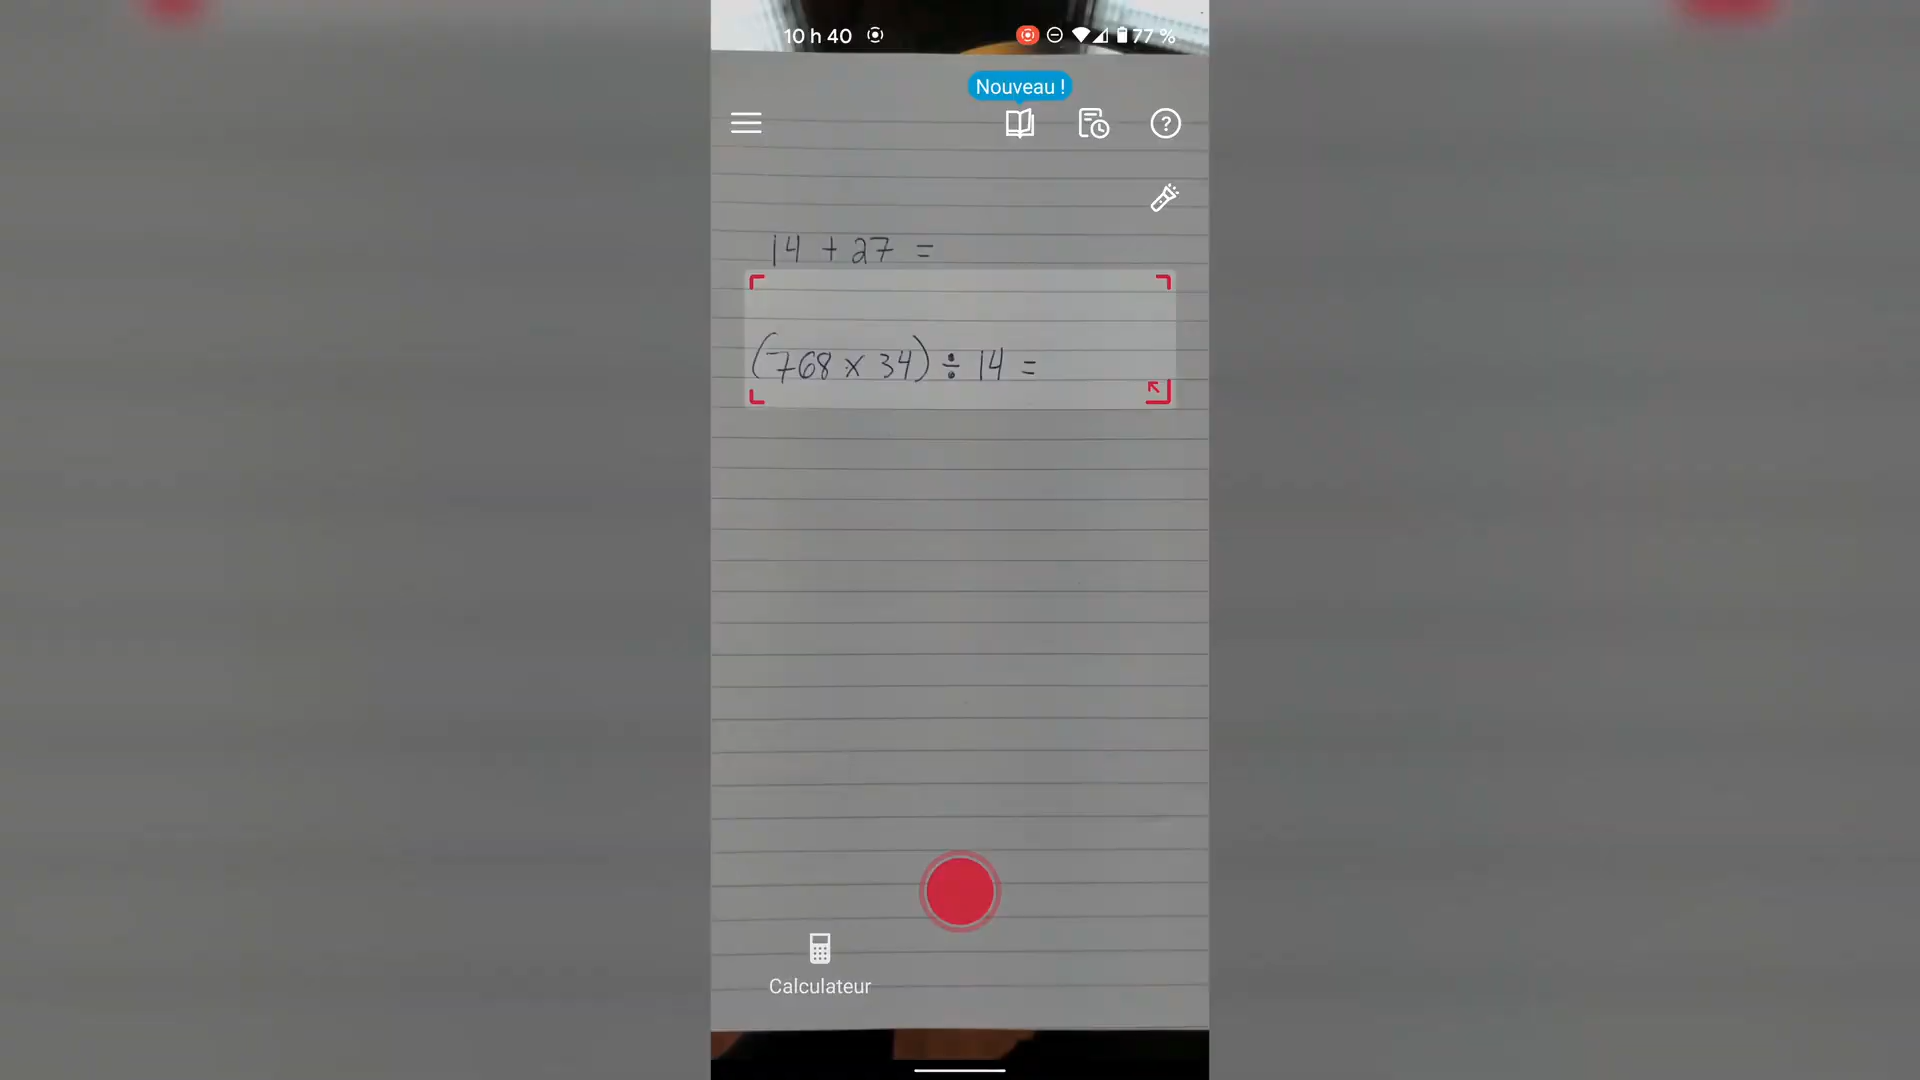 10 h 40 77 %
Nouveau !
14 + 27 =
(768 x 34) ÷ 14 =
Calculateur